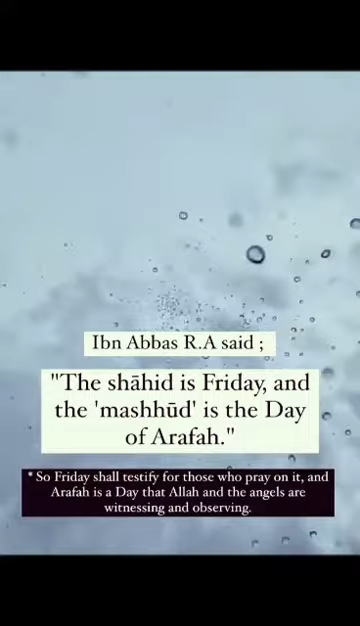 Ibn Abbas R.A said ;
"The shāhid is Friday, and
the 'mashhūd' is the Day
of Arafah."
* So Friday shall testify for those who pray on it, and
Arafah is a Day that Allah and the angels are
witnessing and observing.